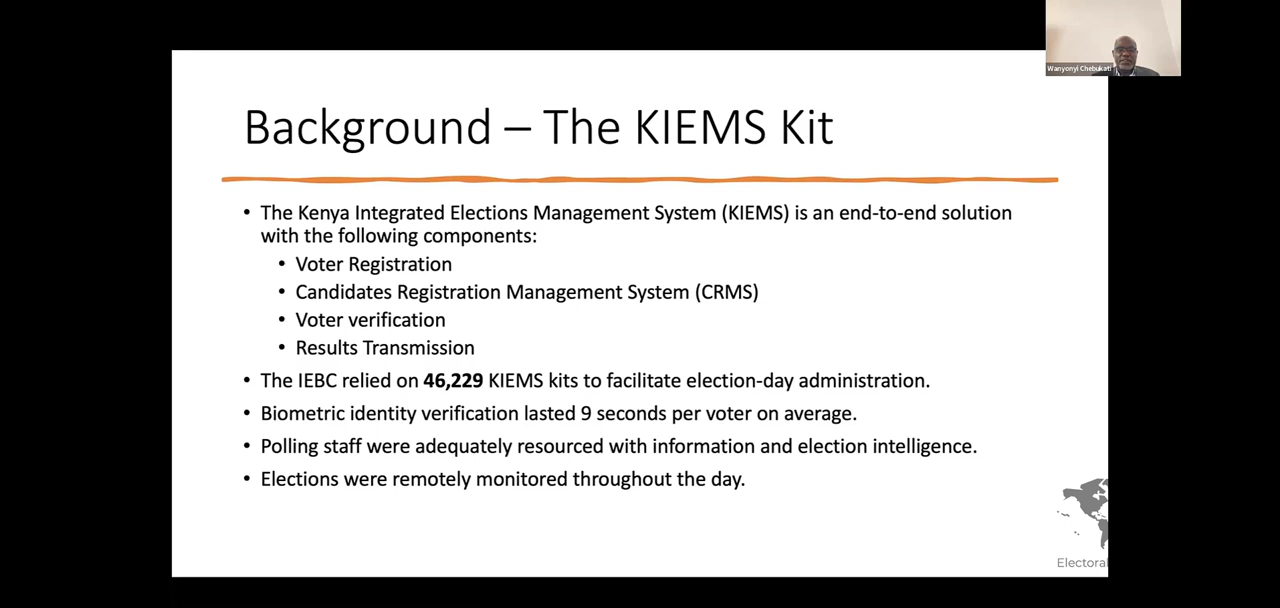 Wanyonyi Chebukati
Background – The KIEMS Kit
• The Kenya Integrated Elections Management System (KIEMS) is an end-to-end solution
with the following components:
• Voter Registration
• Candidates Registration Management System (CRMS)
• Voter verification
• Results Transmission
• The IEBC relied on 46,229 KIEMS kits to facilitate election-day administration.
• Biometric identity verification lasted 9 seconds per voter on average.
• Polling staff were adequately resourced with information and election intelligence.
• Elections were remotely monitored throughout the day.
Electoral